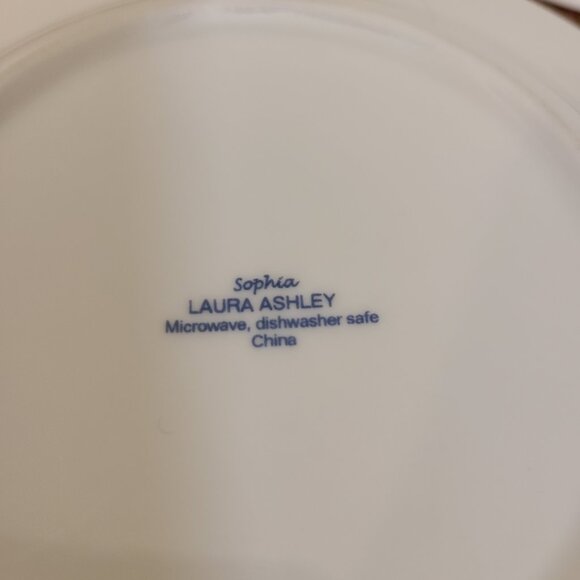 Sophia
LAURA ASHLEY
Microwave, dishwasher safe
China